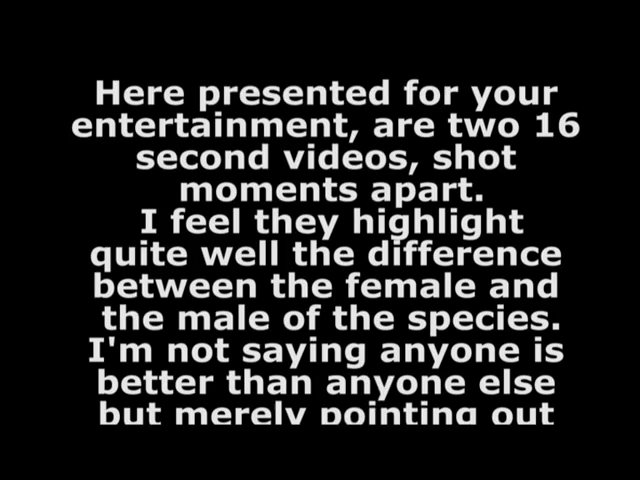 Here presented for your
entertainment, are two 16
second videos, shot
moments apart.
I feel they highlight
quite well the difference
between the female and
the male of the species.
I'm not saying anyone is
better than anyone else
but merely pointing out